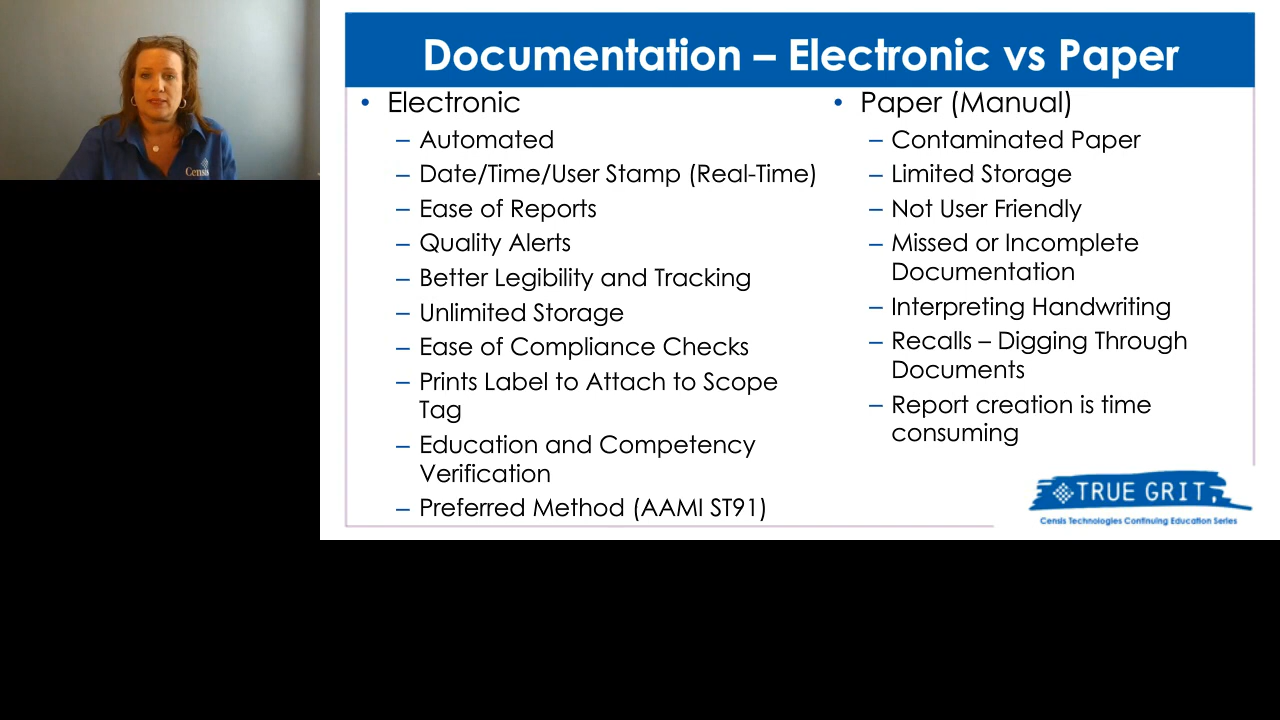 Documentation – Electronic vs Paper
• Electronic
– Automated
– Date/Time/User Stamp (Real-Time)
– Ease of Reports
– Quality Alerts
– Better Legibility and Tracking
– Unlimited Storage
– Ease of Compliance Checks
– Prints Label to Attach to Scope
Tag
– Education and Competency
Verification
– Preferred Method (AAMI ST91)
• Paper (Manual)
– Contaminated Paper
– Limited Storage
– Not User Friendly
– Missed or Incomplete
Documentation
– Interpreting Handwriting
– Recalls – Digging Through
Documents
– Report creation is time
consuming
TRUE GRIT
Censis Technologies Continuing Education Series
Censis